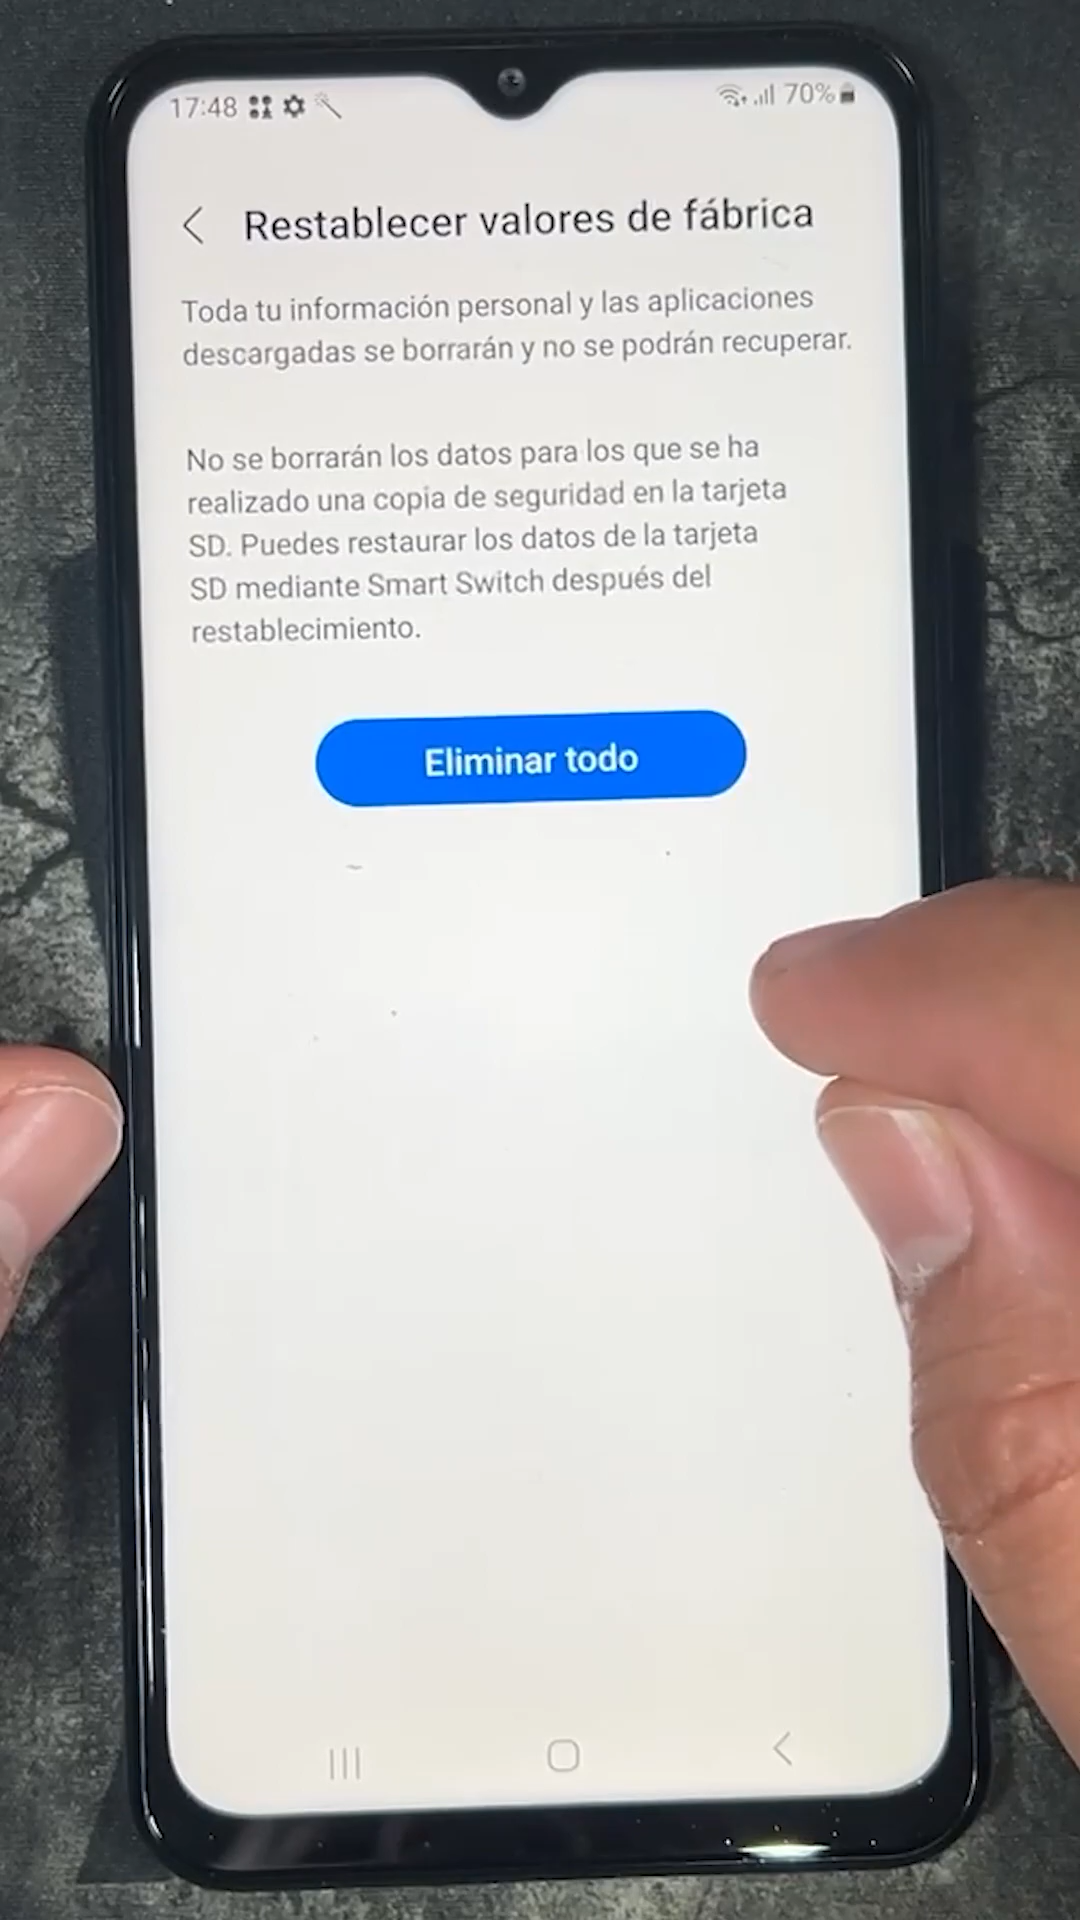 17:48
70%
Restablecer valores de fábrica
Toda tu información personal y las aplicaciones
descargadas se borrarán y no se podrán recuperar.
No se borrarán los datos para los que se ha
realizado una copia de seguridad en la tarjeta
SD. Puedes restaurar los datos de la tarjeta
SD mediante Smart Switch después del
restablecimiento.
Eliminar todo